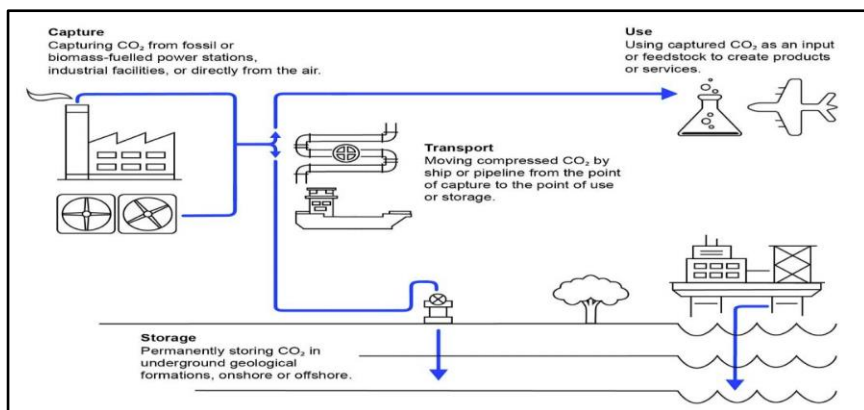 Capture
Capturing CO₂ from fossil or
biomass-fuelled power stations,
industrial facilities, or directly from the air.
Use
Using captured CO₂ as an input
or feedstock to create products
or services.
Transport
Moving compressed CO₂ by
ship or pipeline from the point
of capture to the point of use
or storage.
Storage
Permanently storing CO₂ in
underground geological
formations, onshore or offshore.